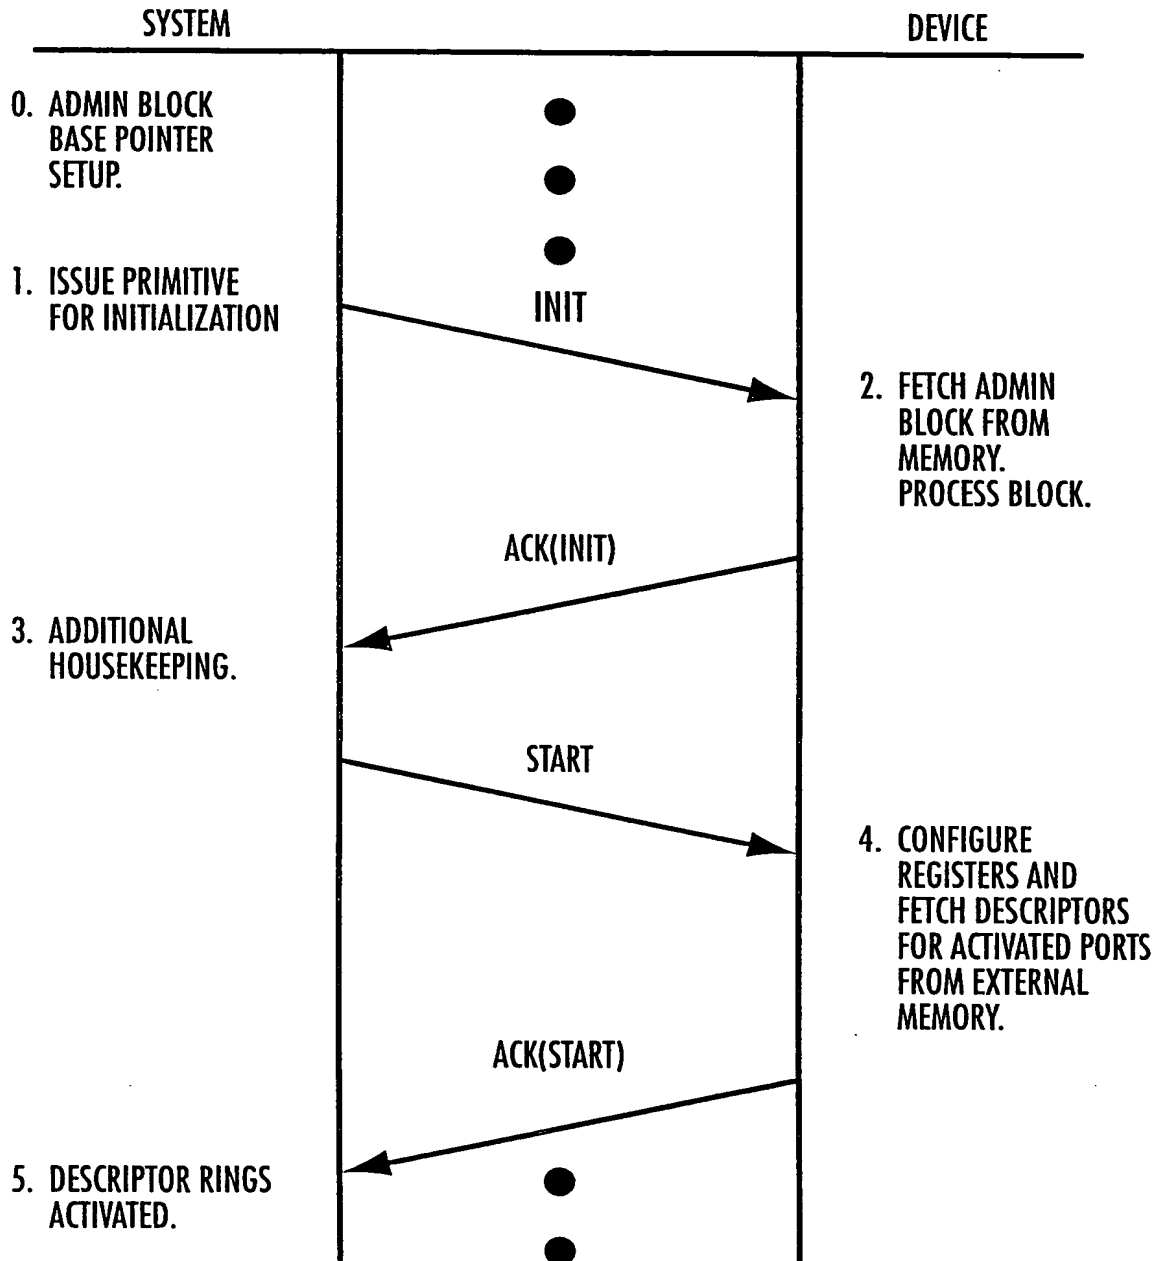 SYSTEM
DEVICE
0. ADMIN BLOCK
BASE POINTER
SETUP.
1. ISSUE PRIMITIVE
FOR INITIALIZATION
INIT
2. FETCH ADMIN
BLOCK FROM
MEMORY.
PROCESS BLOCK.
ACK(INIT)
3. ADDITIONAL
HOUSEKEEPING.
START
4. CONFIGURE
REGISTERS AND
FETCH DESCRIPTORS
FOR ACTIVATED PORTS
FROM EXTERNAL
MEMORY.
ACK(START)
5. DESCRIPTOR RINGS
ACTIVATED.